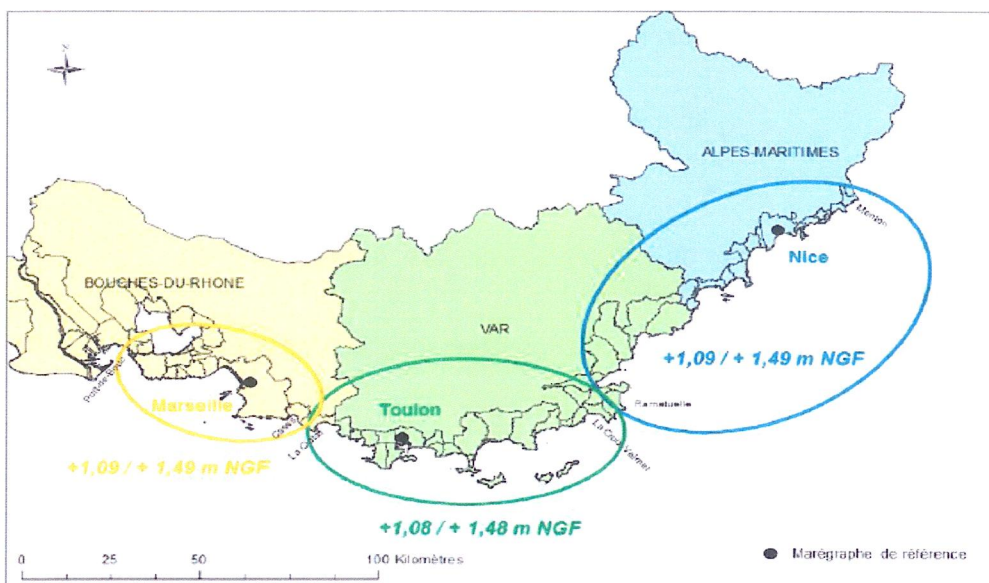 ALPES-MARITIMES
Menton
Nice
BOUCHES-DU-RHONE
VAR
+1,09 / + 1,49 m NGF
Ramatuelle
Marseille
Toulon
Cassis
La Ciotat
La Croix Valmer
+1,09 / + 1,49 m NGF
+1,08 / + 1,48 m NGF
0 25 50 100 Kilomètres
Marégraphe de référence